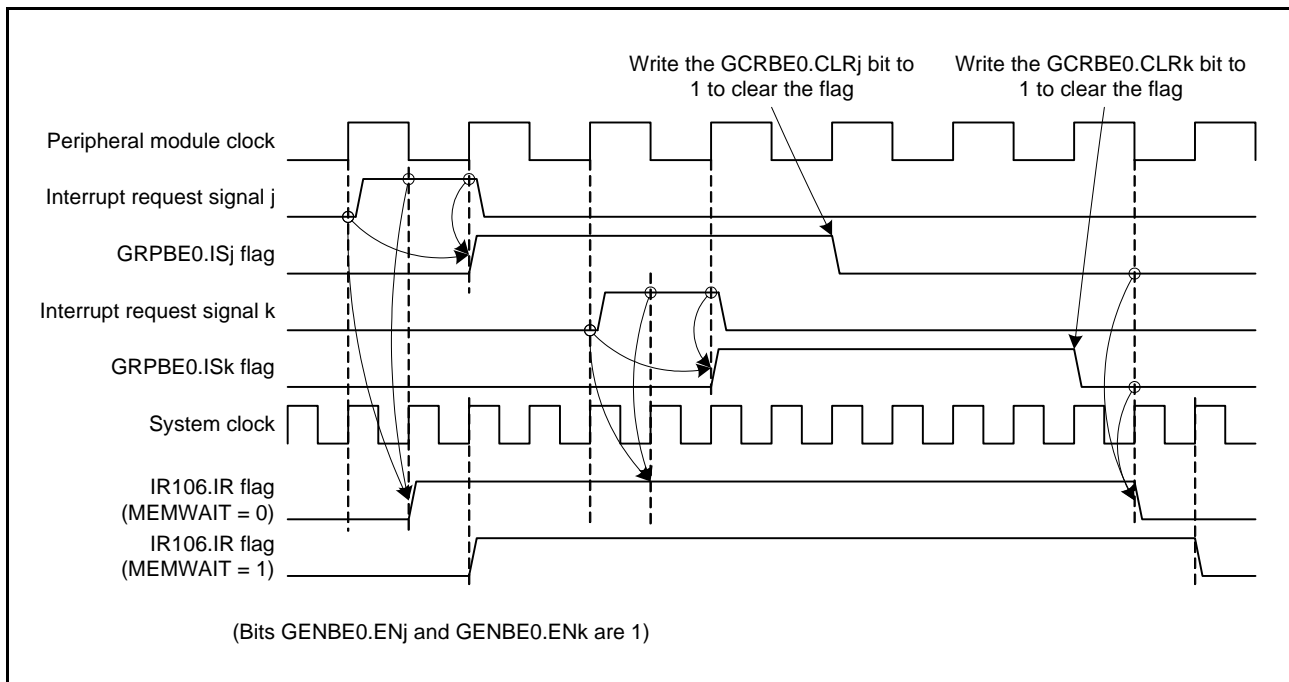 Write the GCRBE0.CLRj bit to
1 to clear the flag
Write the GCRBE0.CLRk bit to
1 to clear the flag
Peripheral module clock
Interrupt request signal j
GRPBE0.ISj flag
Interrupt request signal k
GRPBE0.ISk flag
System clock
IR106.IR flag
(MEMWAIT = 0)
IR106.IR flag
(MEMWAIT = 1)
(Bits GENBE0.ENj and GENBE0.ENk are 1)